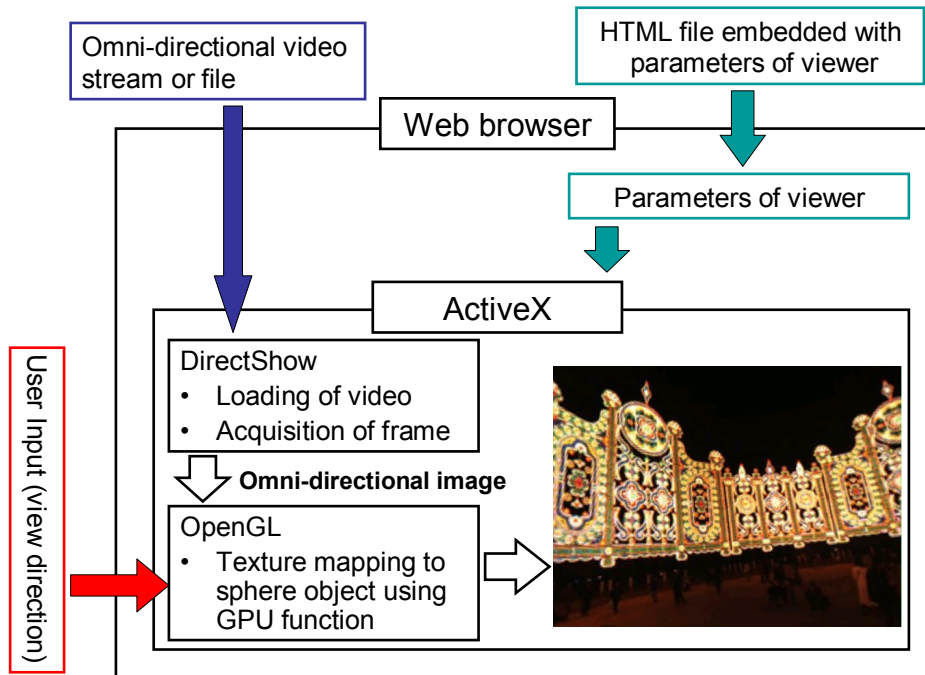 Omni-directional video
stream or file
HTML file embedded with
parameters of viewer
Web browser
Parameters of viewer
ActiveX
User Input (view direction)
DirectShow
• Loading of video
• Acquisition of frame
Omni-directional image
OpenGL
• Texture mapping to
sphere object using
GPU function